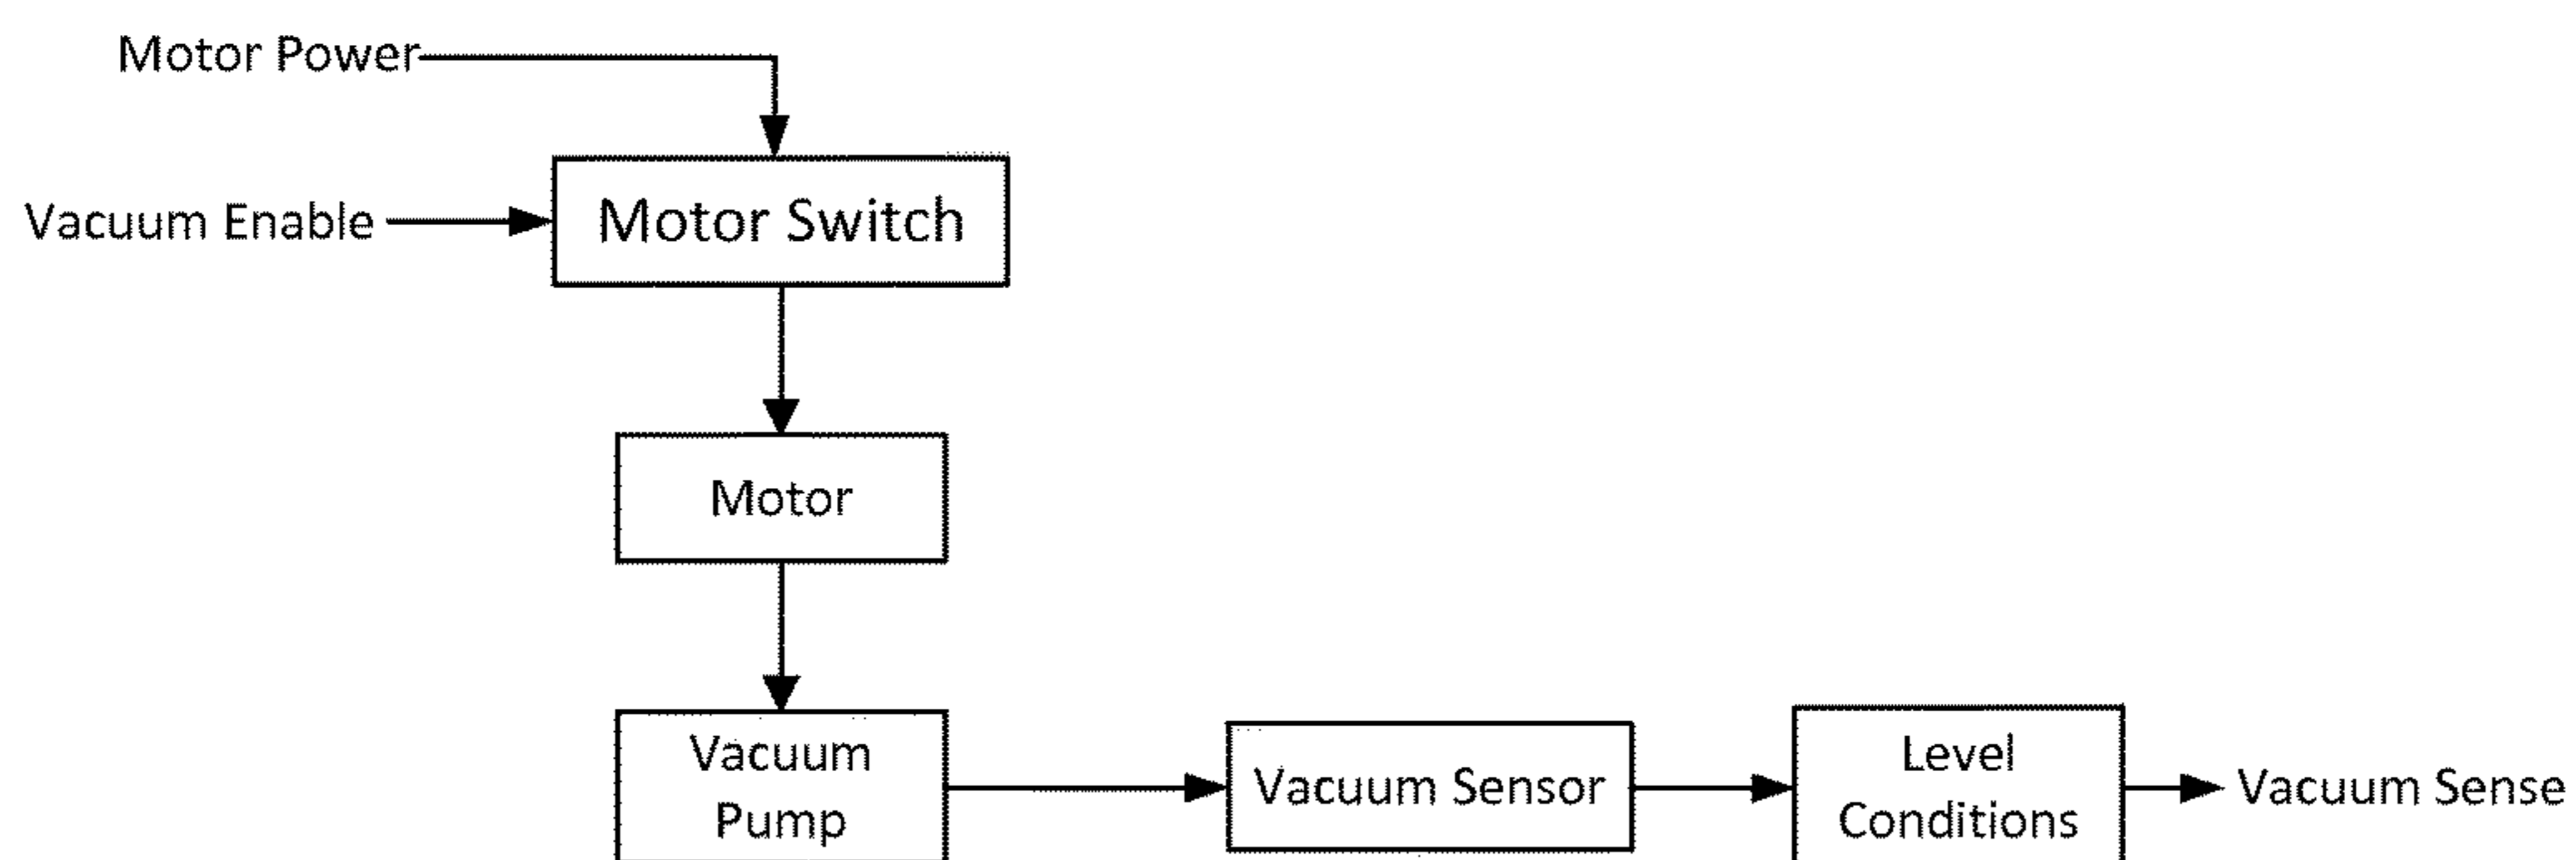 Motor Power
Vacuum Enable
Motor Switch
Motor
Vacuum
Pump
Vacuum Sensor
Level
Conditions
Vacuum Sense